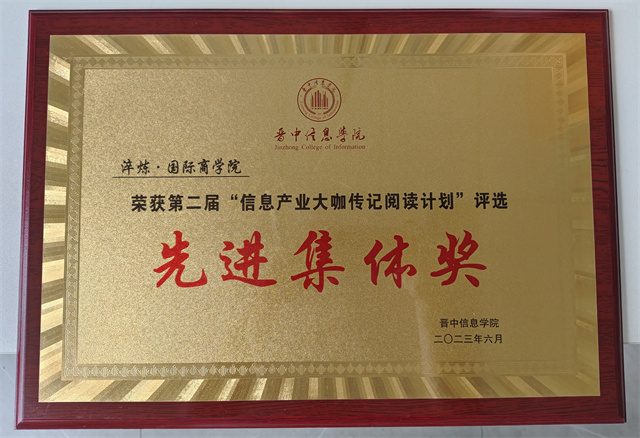 晋中信息学院
Jinzhong College of Information
淬炼·国际商学院
荣获第二届“信息产业大咖传记阅读计划”评选
先进集体奖
晋中信息学院
二〇二三年六月